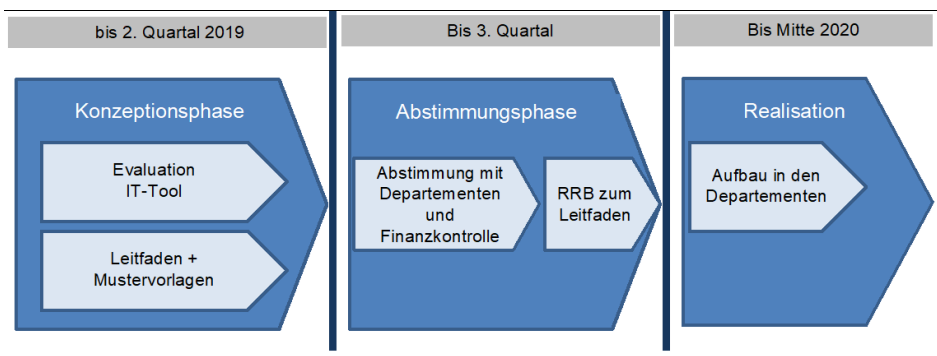 bis 2. Quartal 2019
Bis 3. Quartal
Bis Mitte 2020
Konzeptionsphase
Evaluation
IT-Tool
Leitfaden +
Mustervorlagen
Abstimmungsphase
Abstimmung mit
Departementen
und
Finanzkontrolle
RRB zum
Leitfaden
Realisation
Aufbau in den
Departementen